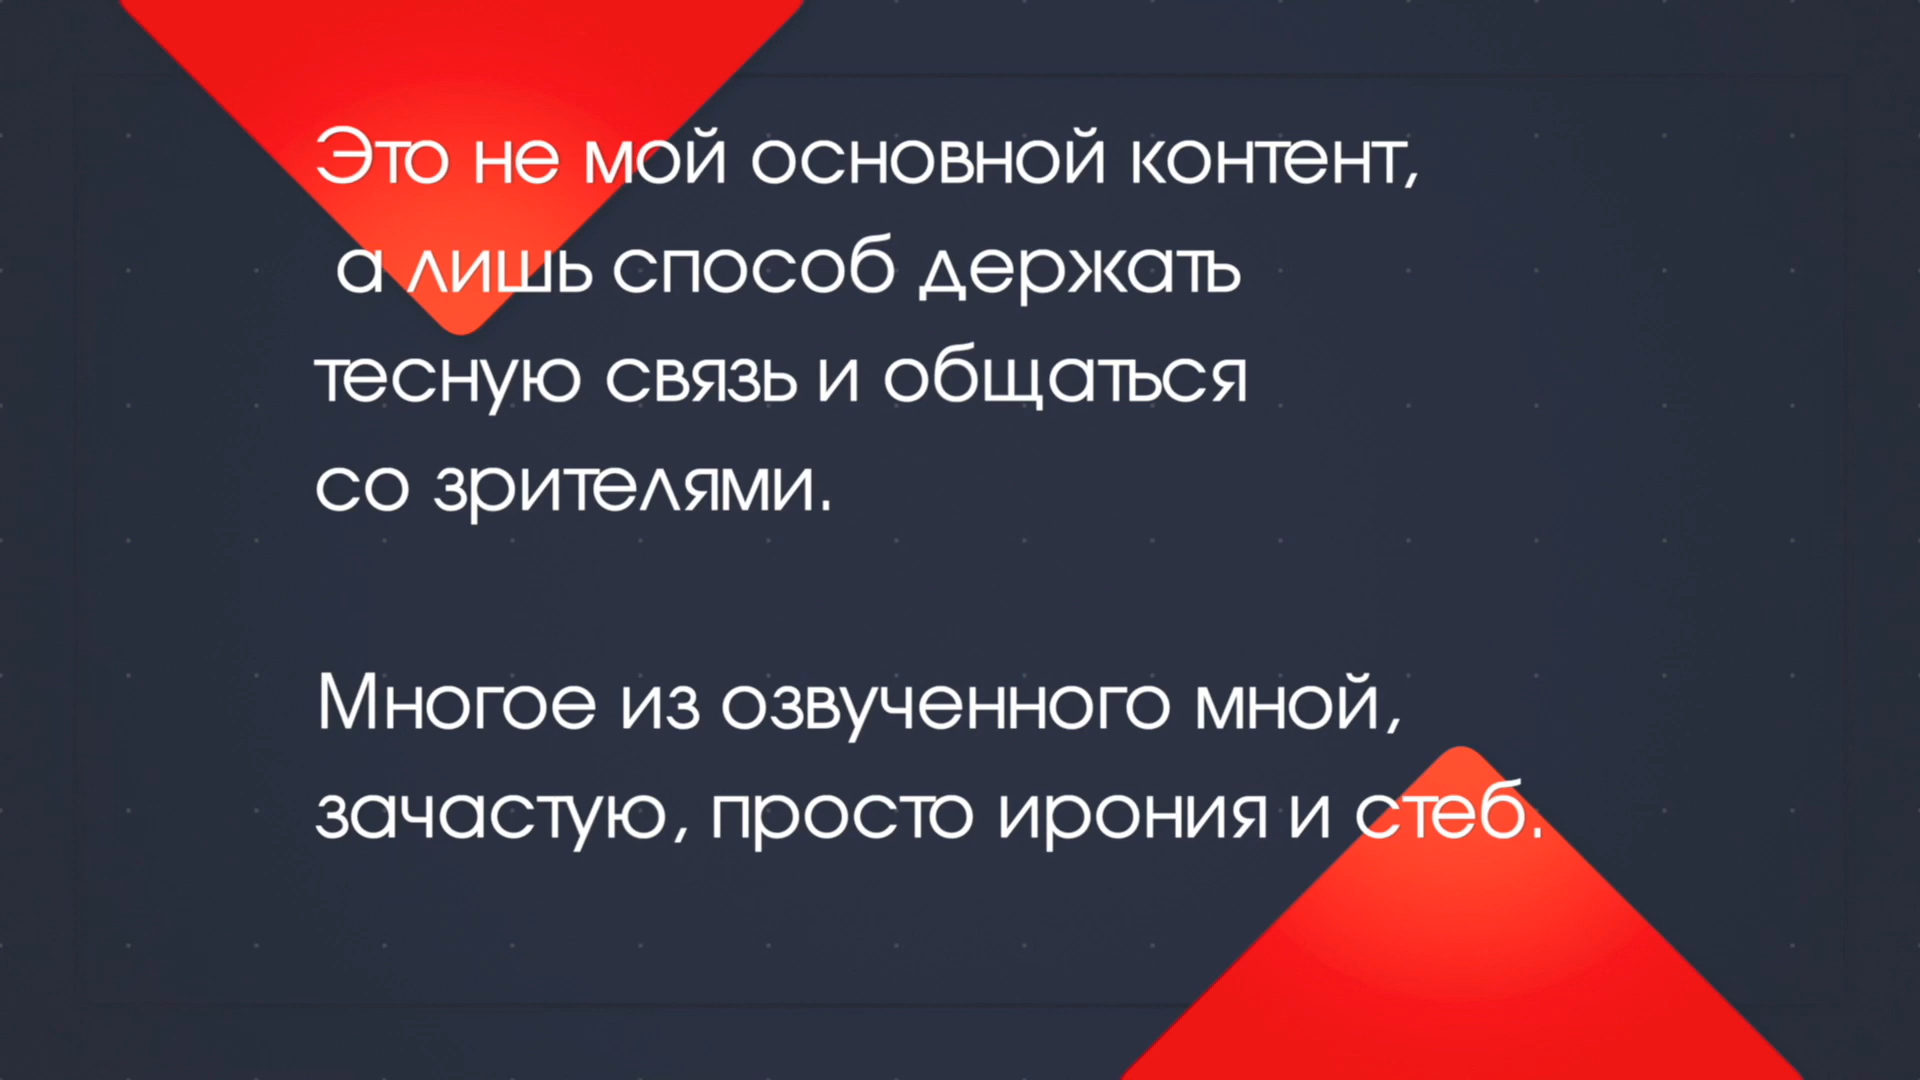 Это не мой основной контент,
а лишь способ держать
тесную связь и общаться
со зрителями.
Многое из озвученного мной,
зачастую, просто ирония и стеб.